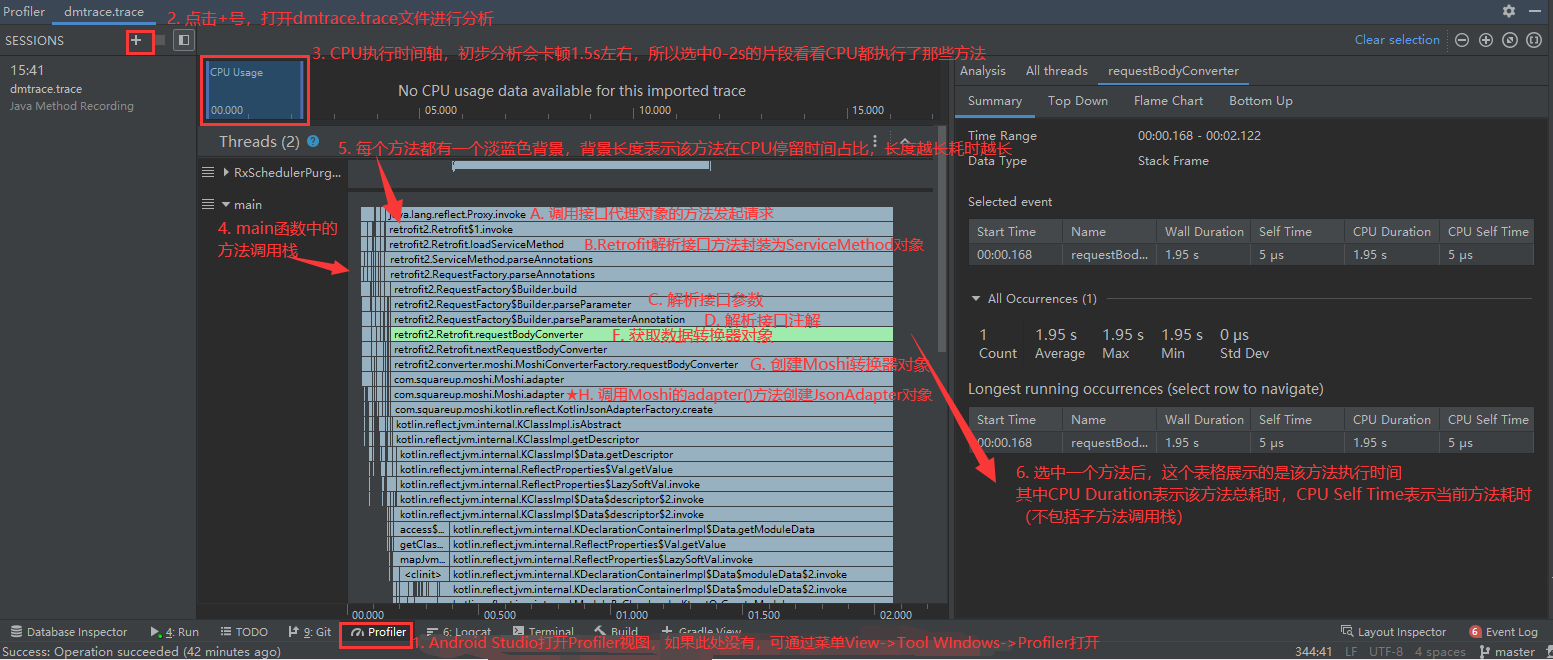 Profiler dmtrace.trace
2. 点击+号，打开dmtrace.trace文件进行分析
SESSIONS
15:41
dmtrace.trace
Java Method Recording
3. CPU执行时间轴，初步分析会卡顿1.5s左右，所以选中0-2s的片段看看CPU都执行了那些方法
CPU Usage
00.000
No CPU usage data available for this imported trace
05.000 10.000 15.000
Threads (2)
5. 每个方法都有一个淡蓝色背景，背景长度表示该方法在CPU停留时间占比，长度越长耗时越长
RxSchedulerPurg...
main
4. main函数中的
方法调用栈
java.lang.reflect.Proxy.invoke A. 调用接口代理对象的方法发起请求
retrofit2.Retrofit$1.invoke
retrofit2.Retrofit.loadServiceMethod B.Retrofit解析接口方法封装为ServiceMethod对象
retrofit2.ServiceMethod.parseAnnotations
retrofit2.RequestFactory.parseAnnotations
retrofit2.RequestFactory$Builder.build
retrofit2.RequestFactory$Builder.parseParameter C. 解析接口参数
retrofit2.RequestFactory$Builder.parseParameterAnnotation D. 解析接口注解
retrofit2.Retrofit.requestBodyConverter F. 获取数据转换器对象
retrofit2.Retrofit.nextRequestBodyConverter
retrofit2.converter.moshi.MoshiConverterFactory.requestBodyConverter G. 创建Moshi转换器对象
com.squareup.moshi.Moshi.adapter
com.squareup.moshi.Moshi.adapter ★H. 调用Moshi的adapter()方法创建JsonAdapter对象
com.squareup.moshi.kotlin.reflect.KotlinJsonAdapterFactory.create
kotlin.reflect.jvm.internal.KClassImpl.isAbstract
kotlin.reflect.jvm.internal.KClassImpl.getDescriptor
kotlin.reflect.jvm.internal.KClassImpl$Data.getDescriptor
kotlin.reflect.jvm.internal.ReflectProperties$Val.getValue
kotlin.reflect.jvm.internal.ReflectProperties$LazySoftVal.invoke
kotlin.reflect.jvm.internal.KClassImpl$Data$descriptor$2.invoke
kotlin.reflect.jvm.internal.KClassImpl$Data$descriptor$2.invoke
access$... kotlin.reflect.jvm.internal.KDeclarationContainerImpl$Data.getModuleData
getClas... kotlin.reflect.jvm.internal.ReflectProperties$Val.getValue
mapJvm... kotlin.reflect.jvm.internal.ReflectProperties$LazySoftVal.invoke
<clinit> kotlin.reflect.jvm.internal.KDeclarationContainerImpl$Data$moduleData$2.invoke
kotlin.reflect.jvm.internal.KDeclarationContainerImpl$Data$moduleData$2.invoke
00.000 00.500 01.000 01.500 02.000
Clear selection
Analysis All threads requestBodyConverter
Summary Top Down Flame Chart Bottom Up
Time Range 00:00.168 - 00:02.122
Data Type Stack Frame
Selected event
Start Time Name Wall Duration Self Time CPU Duration CPU Self Time
00:00.168 requestBod... 1.95 s 5 μs 1.95 s 5 μs
All Occurrences (1)
1 1.95 s 1.95 s 1.95 s 0 μs
Count Average Max Min Std Dev
Longest running occurrences (select row to navigate)
Start Time Name Wall Duration Self Time CPU Duration CPU Self Time
00:00.168 requestBod... 1.95 s 5 μs 1.95 s 5 μs
6. 选中一个方法后，这个表格展示的是该方法执行时间
其中CPU Duration表示该方法总耗时，CPU Self Time表示当前方法耗时
（不包括子方法调用栈）
Database Inspector 4: Run TODO 9: Git Profiler 6: Logcat Terminal Build Gradle View Layout Inspector 6 Event Log
1. Android Studio打开Profiler视图，如果此处没有，可通过菜单View->Tool WIndows->Profiler打开
Success: Operation succeeded (42 minutes ago) 344:41 LF UTF-8 4 spaces master